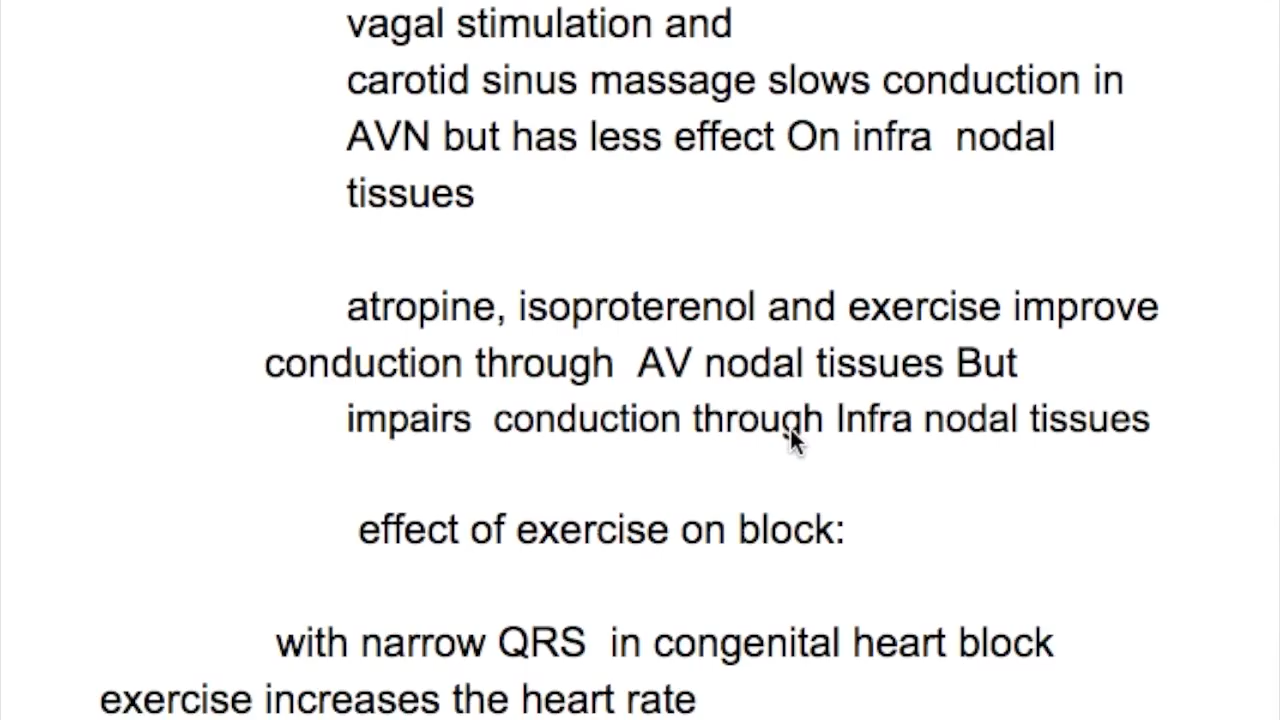 vagal stimulation and
carotid sinus massage slows conduction in
AVN but has less effect On infra  nodal
tissues
atropine, isoproterenol and exercise improve
conduction through  AV nodal tissues But
impairs  conduction through Infra nodal tissues
effect of exercise on block:
with narrow QRS  in congenital heart block
exercise increases the heart rate